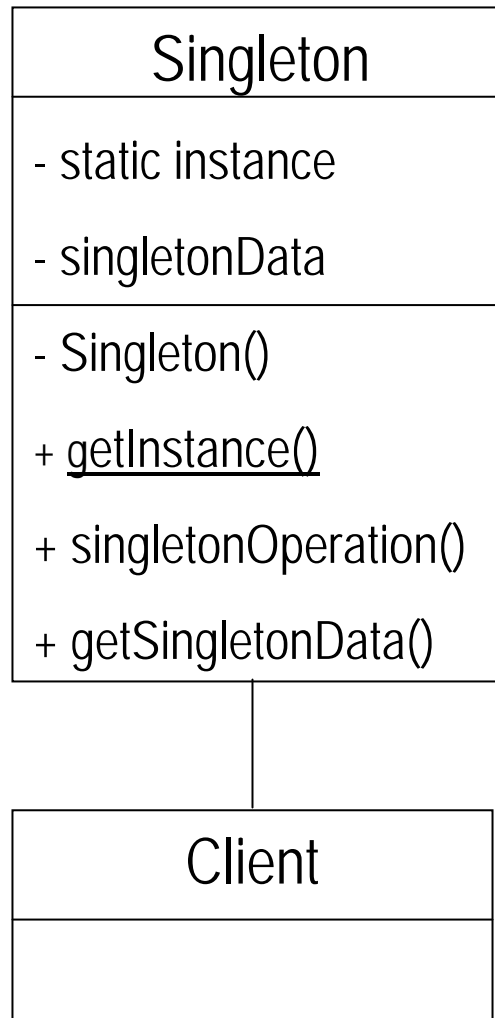 Singleton
- static instance
- singletonData
- Singleton()
+ getInstance()
+ singletonOperation()
+ getSingletonData()
Client